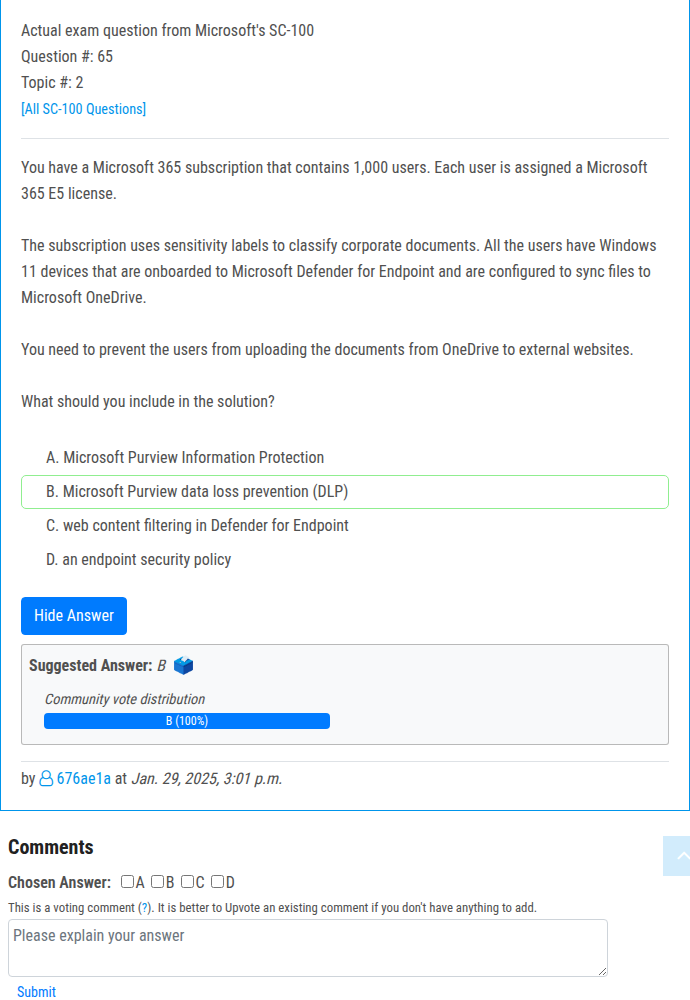 Actual exam question from Microsoft's SC-100
Question #: 65
Topic #: 2
[All SC-100 Questions]
You have a Microsoft 365 subscription that contains 1,000 users. Each user is assigned a Microsoft
365 E5 license.
The subscription uses sensitivity labels to classify corporate documents. All the users have Windows
11 devices that are onboarded to Microsoft Defender for Endpoint and are configured to sync files to
Microsoft OneDrive.
You need to prevent the users from uploading the documents from OneDrive to external websites.
What should you include in the solution?
A. Microsoft Purview Information Protection
B. Microsoft Purview data loss prevention (DLP)
C. web content filtering in Defender for Endpoint
D. an endpoint security policy
Hide Answer
Suggested Answer: B
Community vote distribution
B (100%)
by 676ae1a at Jan. 29, 2025, 3:01 p.m.
Comments
Chosen Answer: A B C D
This is a voting comment (?). It is better to Upvote an existing comment if you don't have anything to add.
Please explain your answer
Submit